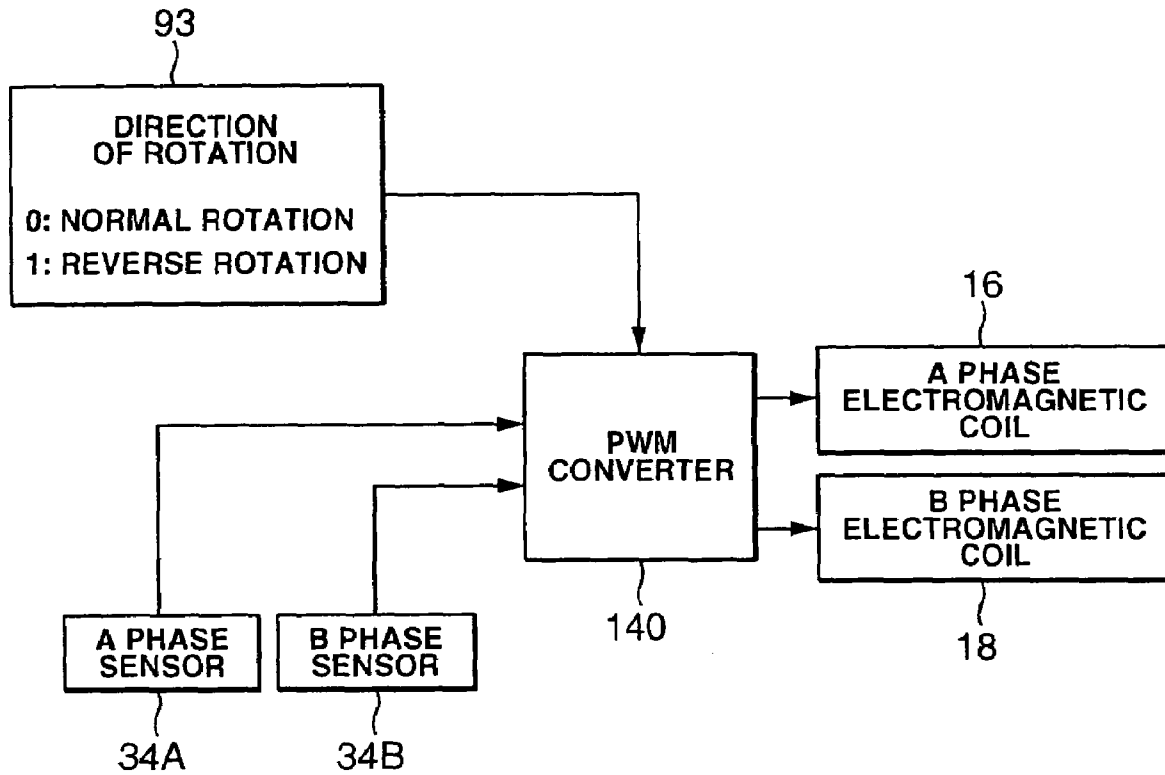 93
DIRECTION
OF ROTATION
0: NORMAL ROTATION
1: REVERSE ROTATION
16
A PHASE
ELECTROMAGNETIC
COIL
PWM
CONVERTER
B PHASE
ELECTROMAGNETIC
COIL
140
18
A PHASE
SENSOR
B PHASE
SENSOR
34A
34B